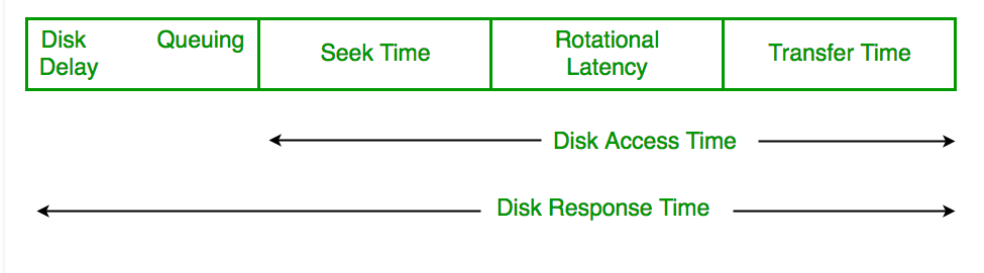 Disk Queuing
Delay
Seek Time
Rotational
Latency
Transfer Time
Disk Access Time
Disk Response Time